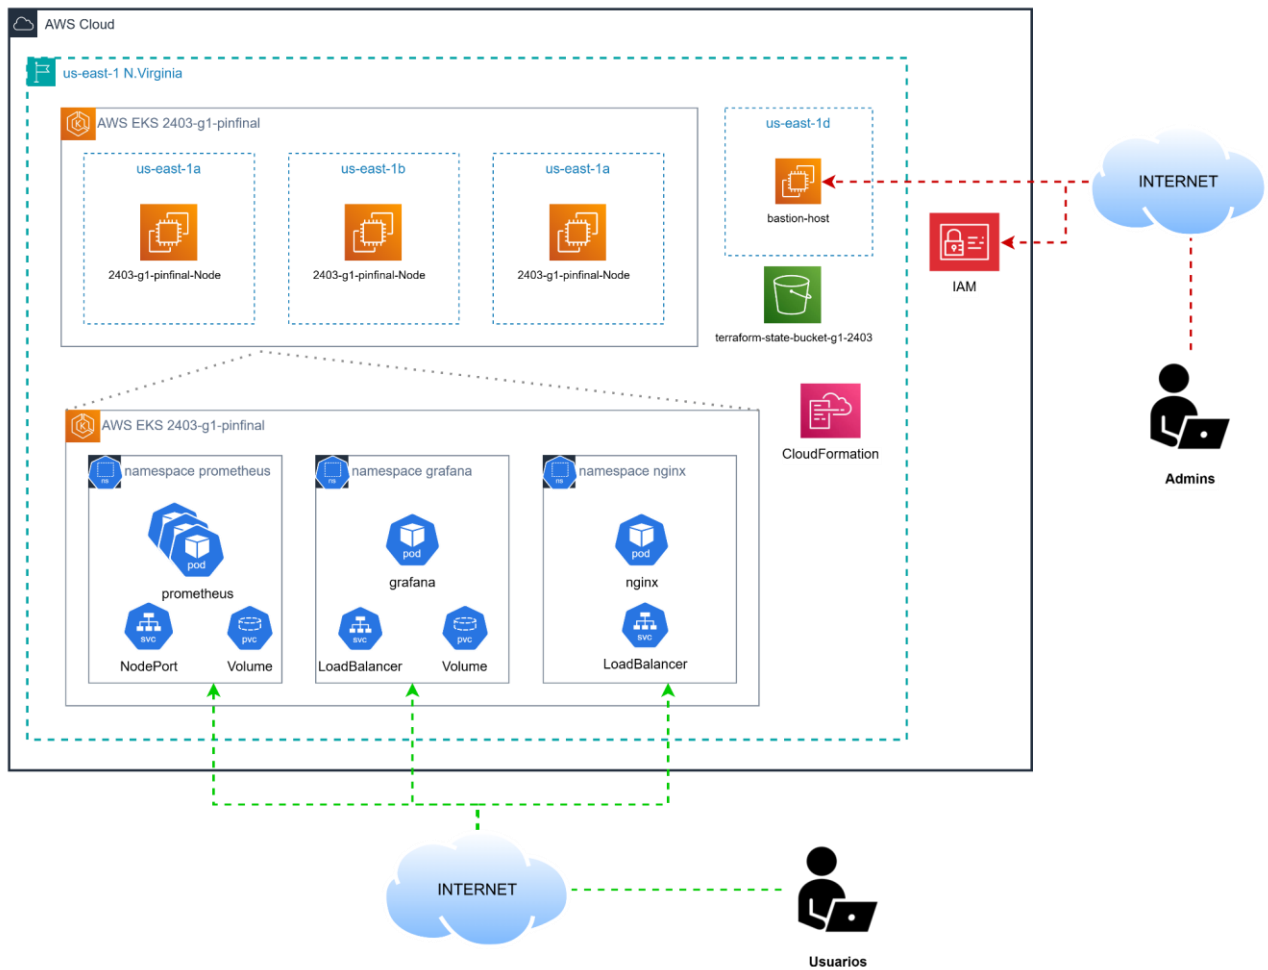 AWS Cloud
us-east-1 N.Virginia
AWS EKS 2403-g1-pinfinal
us-east-1a
us-east-1b
us-east-1a
2403-g1-pinfinal-Node
2403-g1-pinfinal-Node
2403-g1-pinfinal-Node
us-east-1d
bastion-host
terraform-state-bucket-g1-2403
CloudFormation
IAM
INTERNET
Admins
AWS EKS 2403-g1-pinfinal
ns
namespace prometheus
pod
prometheus
svc
NodePort
pvc
Volume
ns
namespace grafana
pod
grafana
svc
LoadBalancer
pvc
Volume
ns
namespace nginx
pod
nginx
svc
LoadBalancer
INTERNET
Usuarios